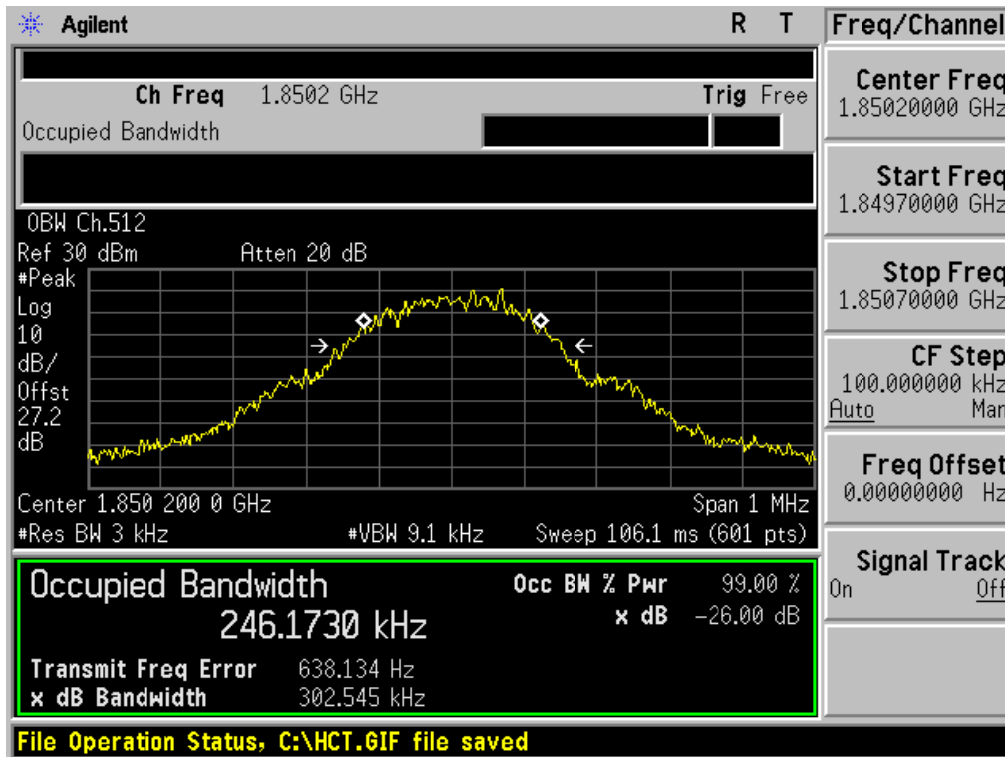 Agilent R T Freq/Channel
Ch Freq 1.8502 GHz Trig Free
Occupied Bandwidth
Center Freq
1.85020000 GHz
Start Freq
1.84970000 GHz
Stop Freq
1.85070000 GHz
CF Step
100.000000 kHz
Auto Man
Freq Offset
0.00000000 Hz
Signal Track
On Off
OBW Ch.512
Ref 30 dBm Atten 20 dB
#Peak
Log
10
dB/
Offst
27.2
dB
Center 1.850 200 0 GHz Span 1 MHz
#Res BW 3 kHz #VBW 9.1 kHz Sweep 106.1 ms (601 pts)
Occupied Bandwidth Occ BW % Pwr 99.00 %
246.1730 kHz x dB -26.00 dB
Transmit Freq Error 638.134 Hz
x dB Bandwidth 302.545 kHz
File Operation Status, C:\HCT.GIF file saved